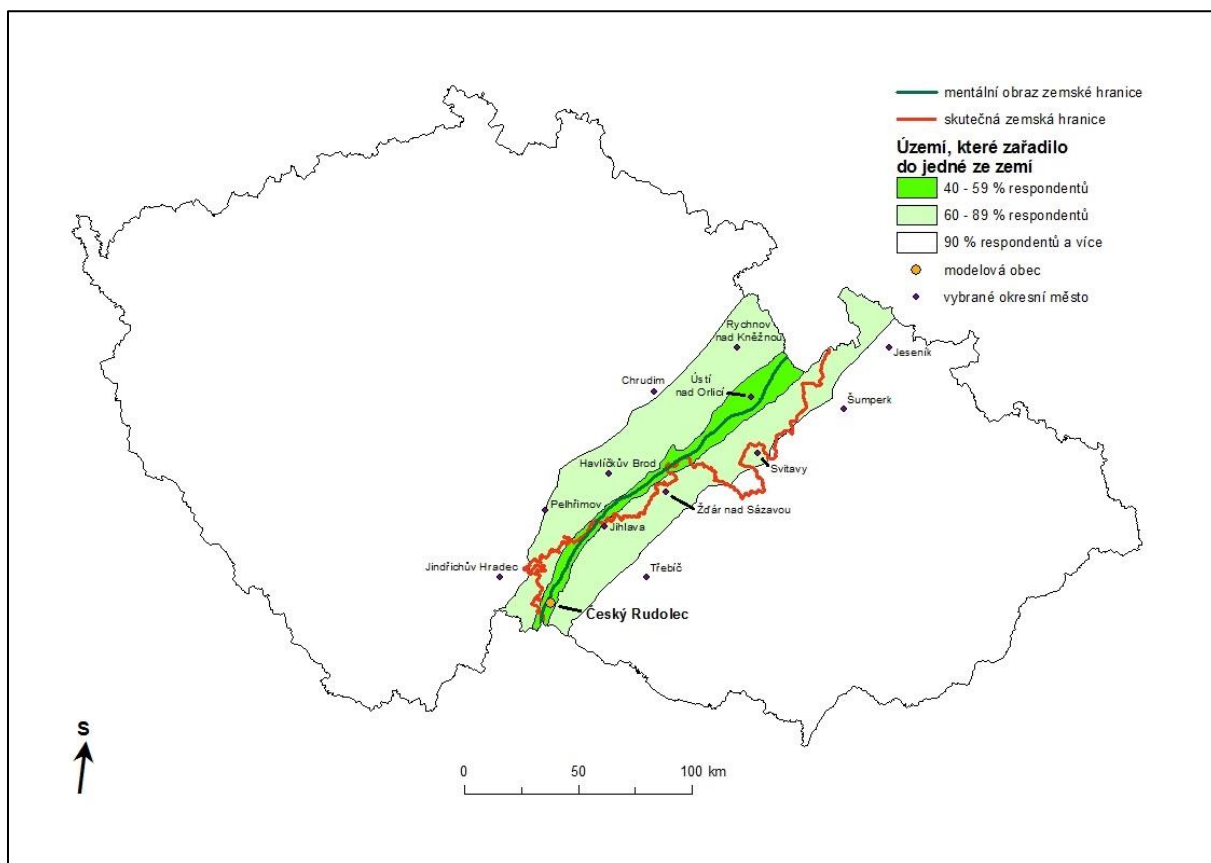 mentální obraz zemské hranice
skutečná zemská hranice
Území, které zařadilo
do jedné ze zemí
40 - 59 % respondentů
60 - 89 % respondentů
90 % respondentů a více
modelová obec
vybrané okresní město
Rychnov
nad Kněžnou
Jeseník
Chrudim
Ústí
nad Orlicí
Šumperk
Havlíčkův Brod
Svitavy
Pelhřimov
Žďár nad Sázavou
Jihlava
Jindřichův Hradec
Třebíč
Český Rudolec
S
0 50 100 km